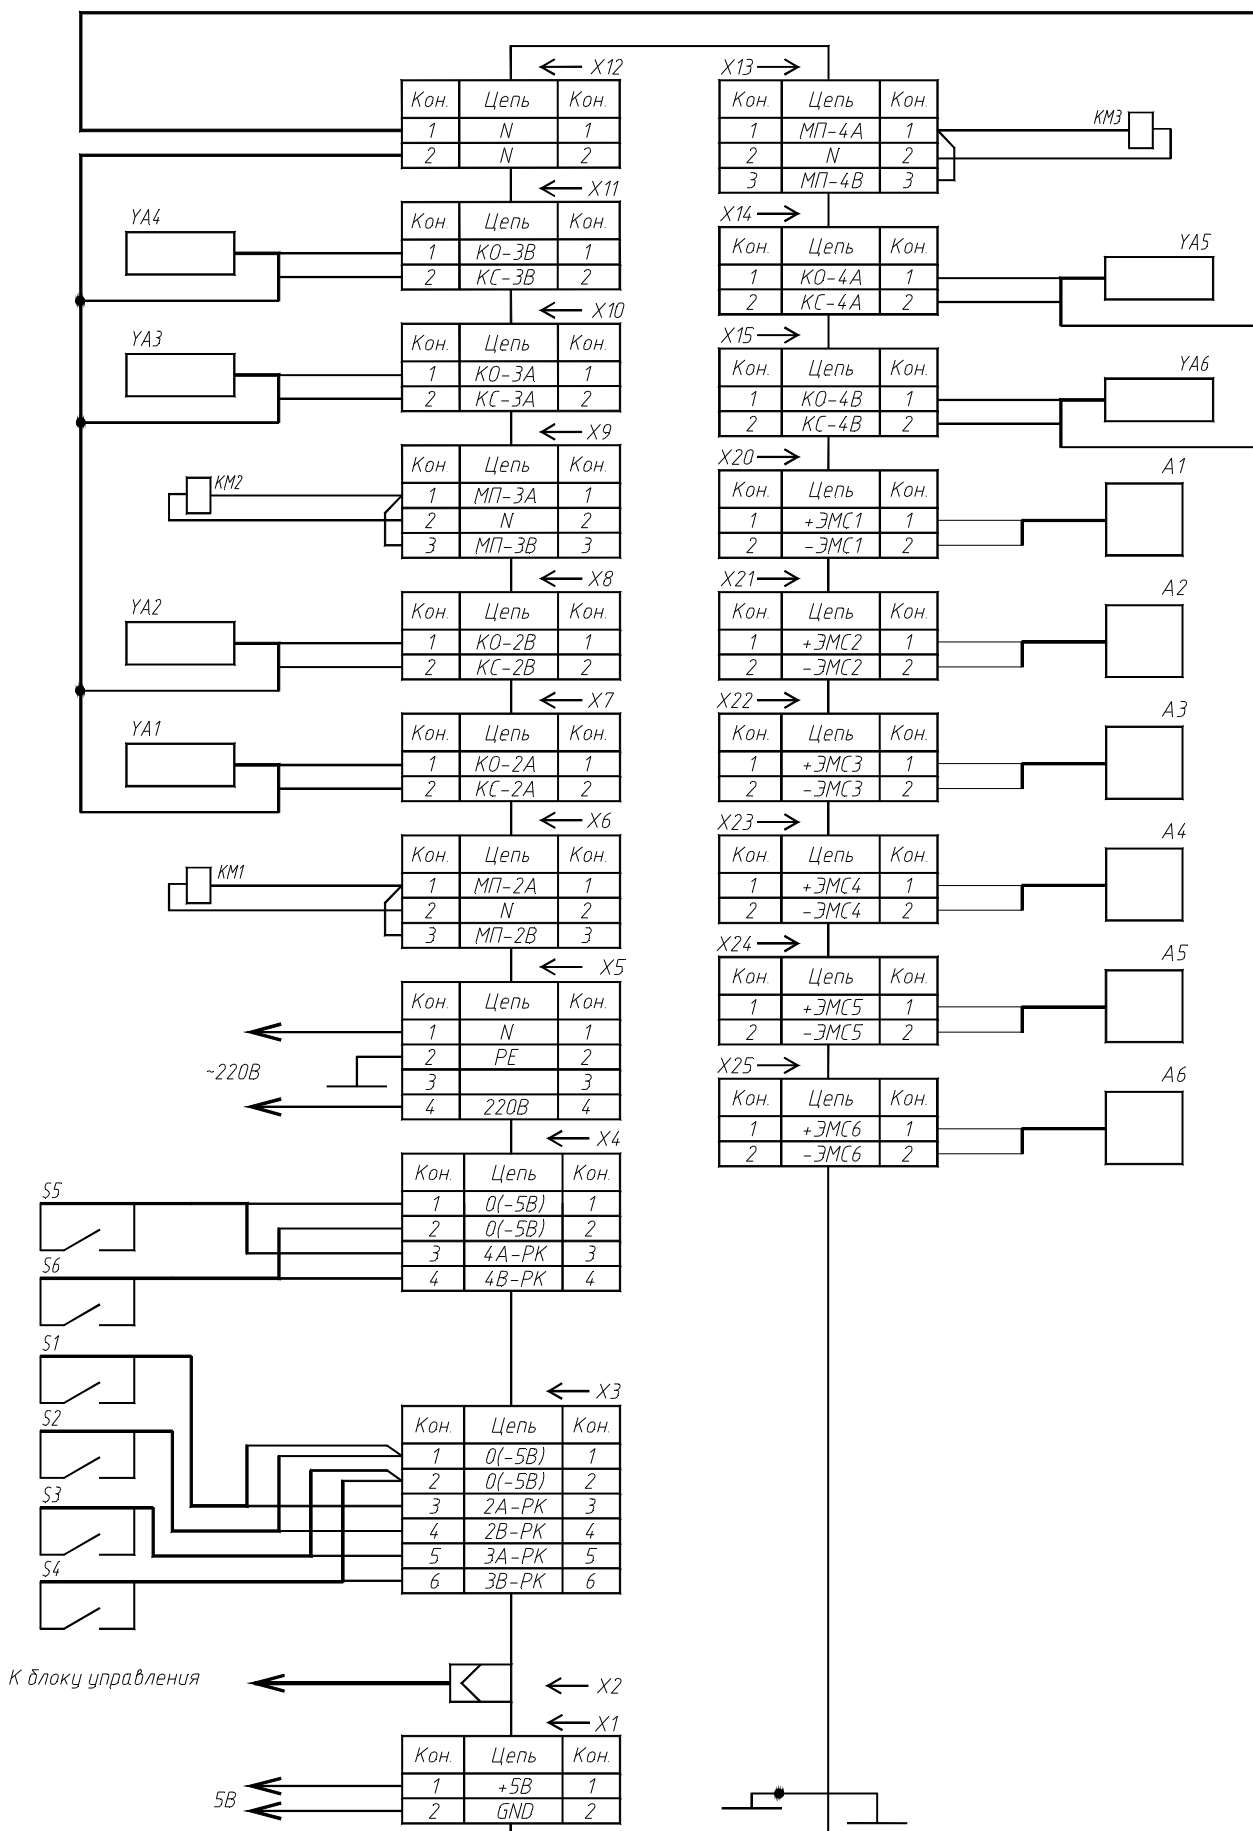 X12
Кон. Цепь Кон.
1 N 1
2 N 2
X11
YA4
Кон. Цепь Кон.
1 КО-3В 1
2 КС-3В 2
X10
YA3
Кон. Цепь Кон.
1 КО-3А 1
2 КС-3А 2
X9
КМ2
Кон. Цепь Кон.
1 МП-3А 1
2 N 2
3 МП-3В 3
X8
YA2
Кон. Цепь Кон.
1 КО-2В 1
2 КС-2В 2
X7
YA1
Кон. Цепь Кон.
1 КО-2А 1
2 КС-2А 2
X6
КМ1
Кон. Цепь Кон.
1 МП-2А 1
2 N 2
3 МП-2В 3
X5
Кон. Цепь Кон.
1 N 1
2 PE 2
3 3
4 220В 4
~220В
X4
Кон. Цепь Кон.
1 0(-5В) 1
2 0(-5В) 2
3 4А-РК 3
4 4В-РК 4
S5
S6
S1
S2
S3
S4
X3
Кон. Цепь Кон.
1 0(-5В) 1
2 0(-5В) 2
3 2А-РК 3
4 2В-РК 4
5 3А-РК 5
6 3В-РК 6
К блоку управления
X2
X1
Кон. Цепь Кон.
1 +5В 1
2 GND 2
5В
X13
Кон. Цепь Кон.
1 МП-4А 1
2 N 2
3 МП-4В 3
КМ3
X14
Кон. Цепь Кон.
1 КО-4А 1
2 КС-4А 2
YA5
X15
Кон. Цепь Кон.
1 КО-4В 1
2 КС-4В 2
YA6
X20
Кон. Цепь Кон.
1 +ЭМС1 1
2 -ЭМС1 2
A1
X21
Кон. Цепь Кон.
1 +ЭМС2 1
2 -ЭМС2 2
A2
X22
Кон. Цепь Кон.
1 +ЭМС3 1
2 -ЭМС3 2
A3
X23
Кон. Цепь Кон.
1 +ЭМС4 1
2 -ЭМС4 2
A4
X24
Кон. Цепь Кон.
1 +ЭМС5 1
2 -ЭМС5 2
A5
X25
Кон. Цепь Кон.
1 +ЭМС6 1
2 -ЭМС6 2
A6